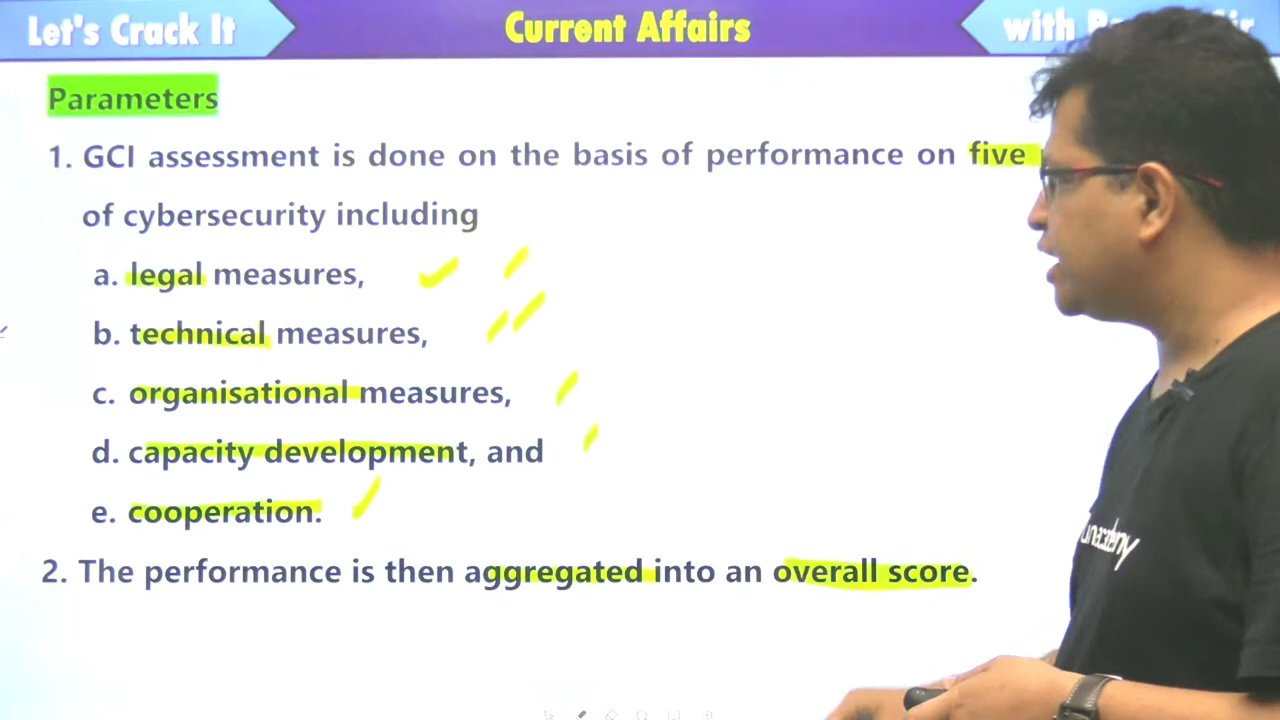 Let's Crack It Current Affairs with
Parameters
1. GCI assessment is done on the basis of performance on five
of cybersecurity including
a. legal measures,
b. technical measures,
c. organisational measures,
d. capacity development, and
e. cooperation.
2. The performance is then aggregated into an overall score.
unacademy